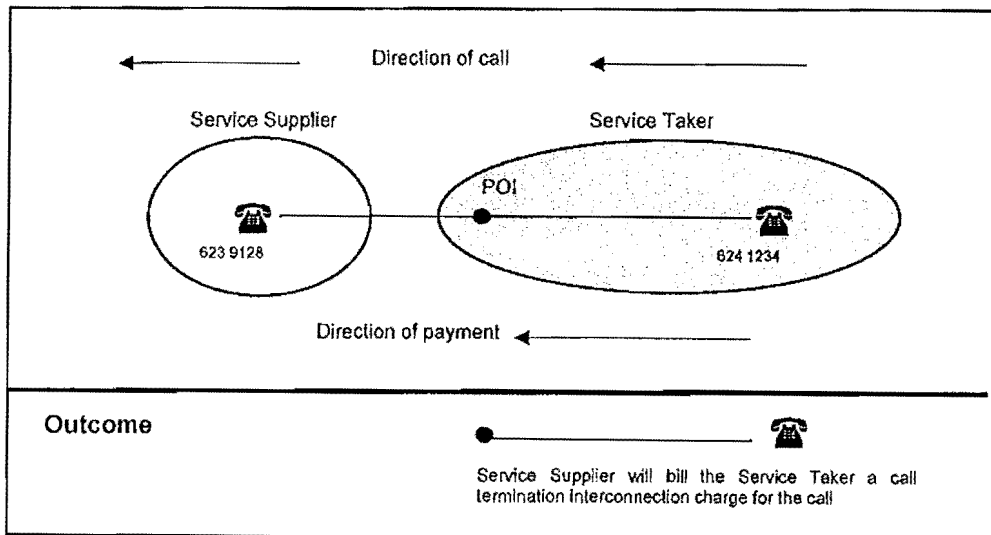 Direction of call
Service Supplier
Service Taker
POI
623 9128
624 1234
Direction of payment
Outcome
Service Supplier will bill the Service Taker a call
termination interconnection charge for the call